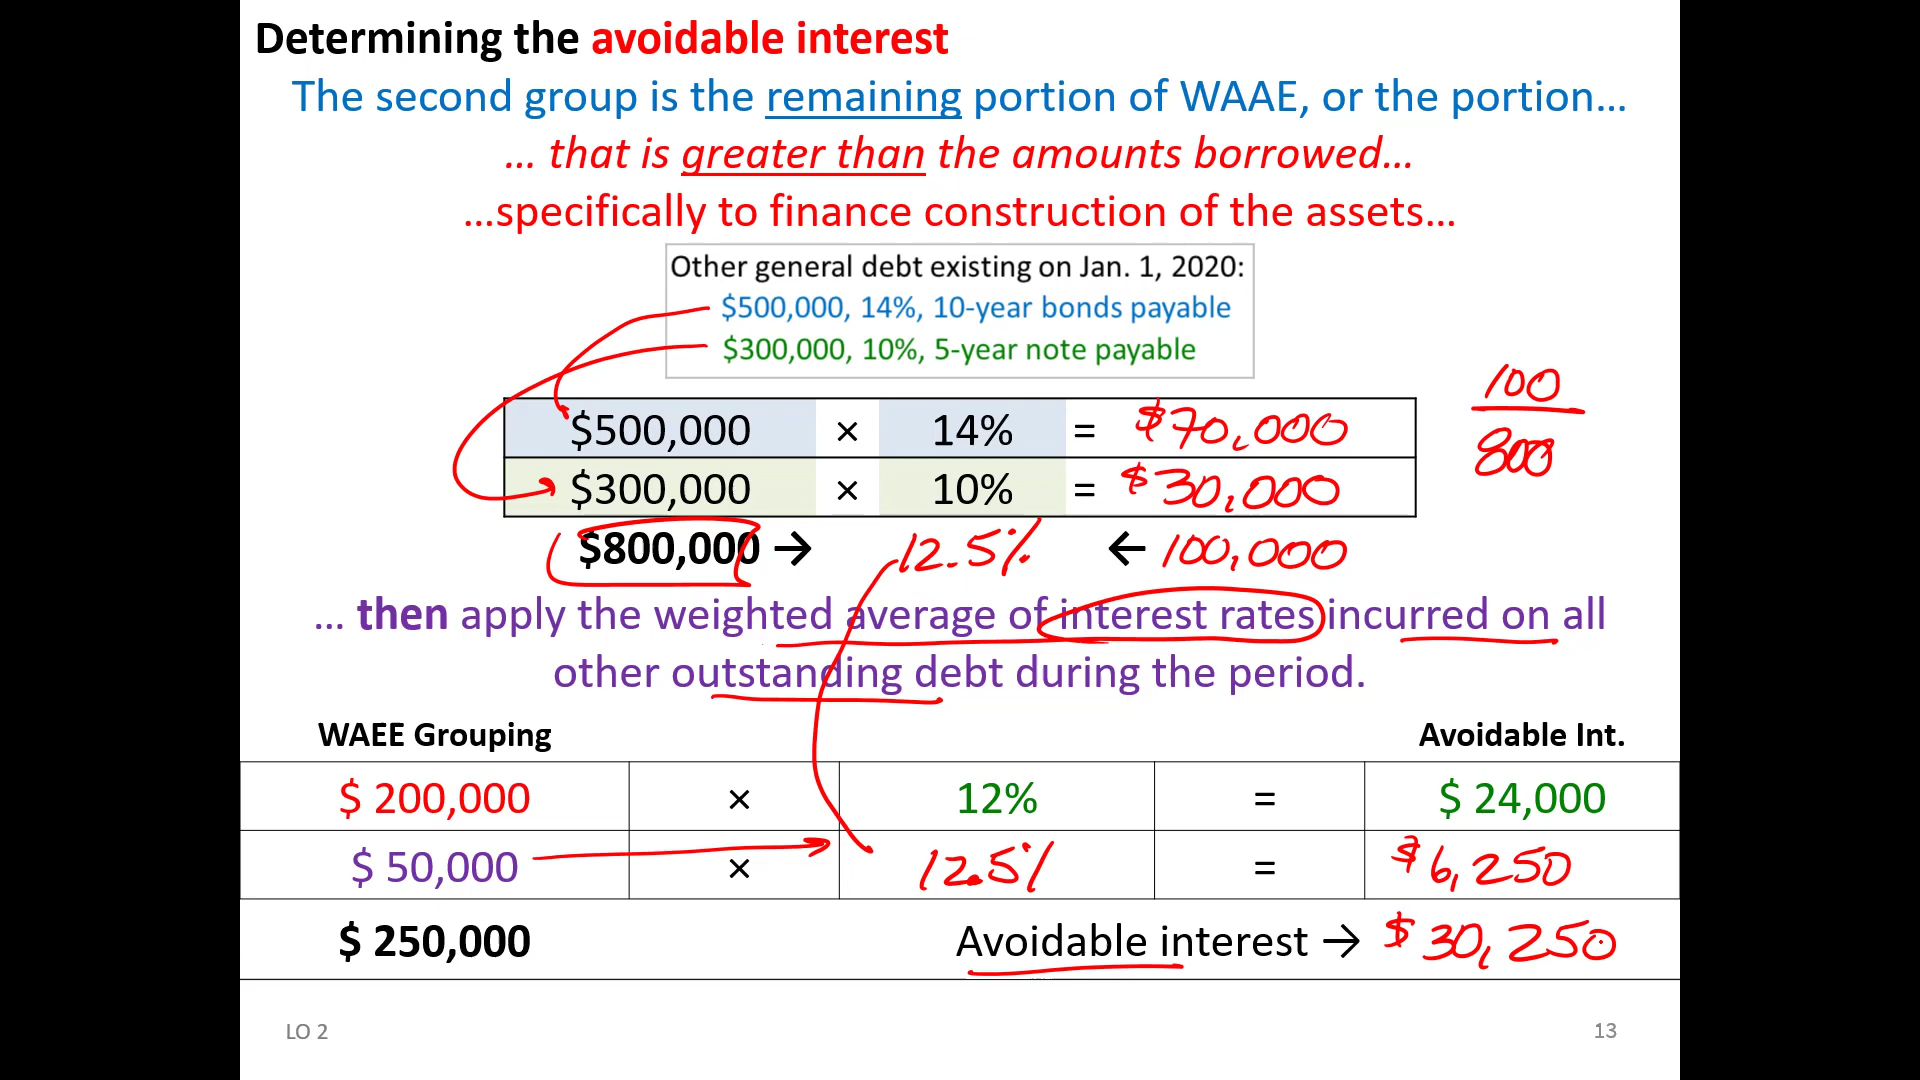 Determining the avoidable interest
The second group is the remaining portion of WAAE, or the portion...
... that is greater than the amounts borrowed...
...specifically to finance construction of the assets...
Other general debt existing on Jan. 1, 2020:
$500,000, 14%, 10-year bonds payable
$300,000, 10%, 5-year note payable
100
800
$500,000 × 14% = $70,000
$300,000 × 10% = $30,000
$800,000 → 12.5% ← 100,000
... then apply the weighted average of interest rates incurred on all
other outstanding debt during the period.
WAEE Grouping Avoidable Int.
$ 200,000 × 12% = $ 24,000
$ 50,000 × 12.5% = $6,250
$ 250,000 Avoidable interest → $30,250
LO 2 13